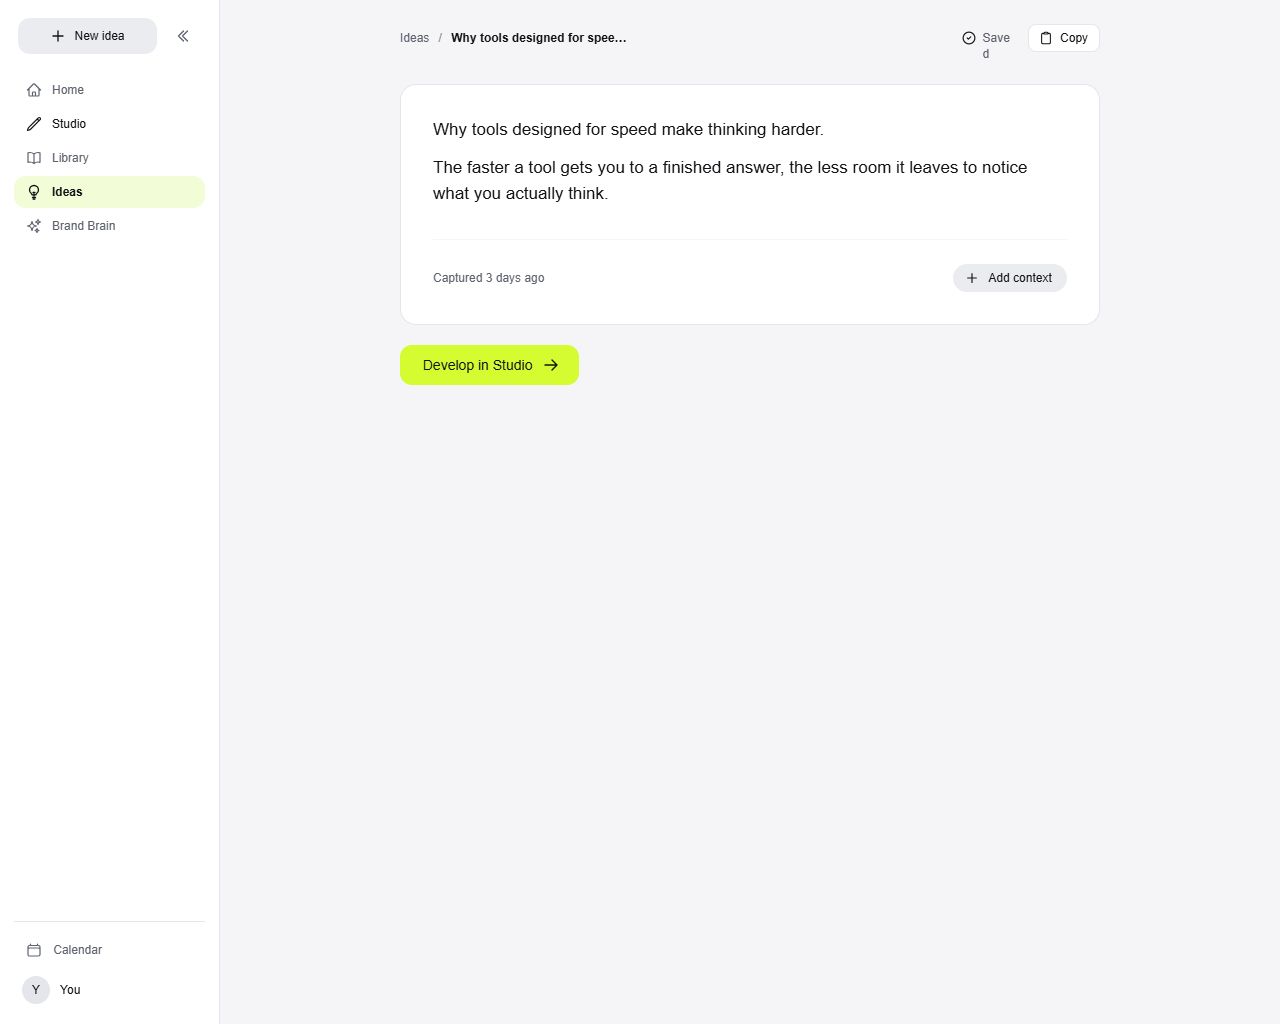 New idea
Home
Studio
Library
Ideas
Brand Brain
Calendar
Y
You
Ideas / Why tools designed for spee…
Save
d
Copy
Why tools designed for speed make thinking harder.
The faster a tool gets you to a finished answer, the less room it leaves to notice
what you actually think.
Captured 3 days ago
Add context
Develop in Studio